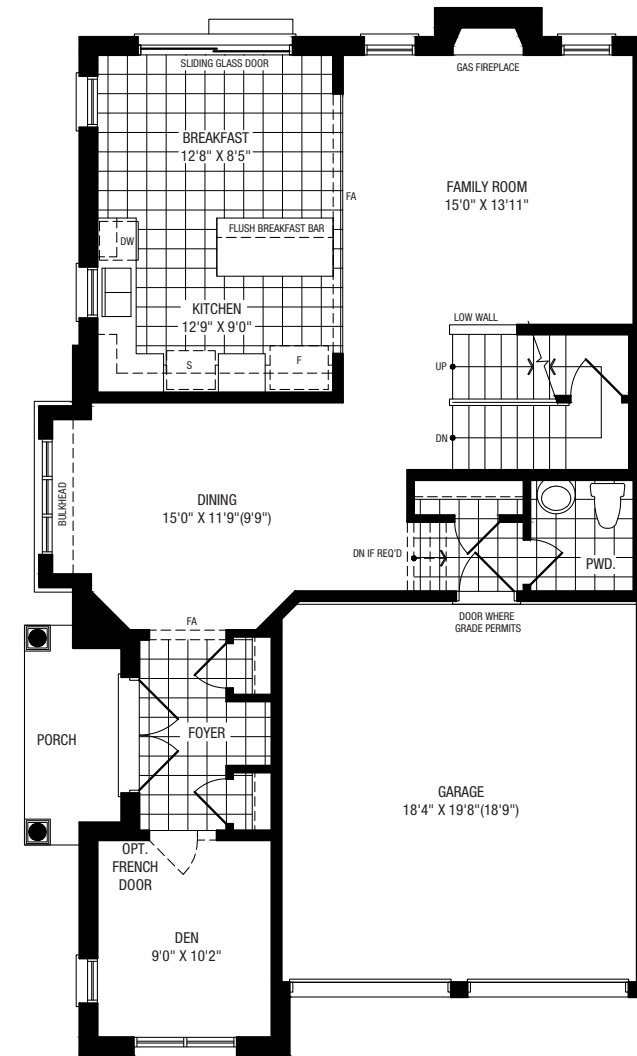 SLIDING GLASS DOOR
GAS FIREPLACE
BREAKFAST
12'8" X 8'5"
FAMILY ROOM
15'0" X 13'11"
FA
FLUSH BREAKFAST BAR
DW
KITCHEN
12'9" X 9'0"
LOW WALL
S
F
UP
DN
BULKHEAD
DINING
15'0" X 11'9"(9'9")
DN IF REQ'D
PWD.
DOOR WHERE
GRADE PERMITS
FA
PORCH
FOYER
GARAGE
18'4" X 19'8"(18'9")
OPT.
FRENCH
DOOR
DEN
9'0" X 10'2"